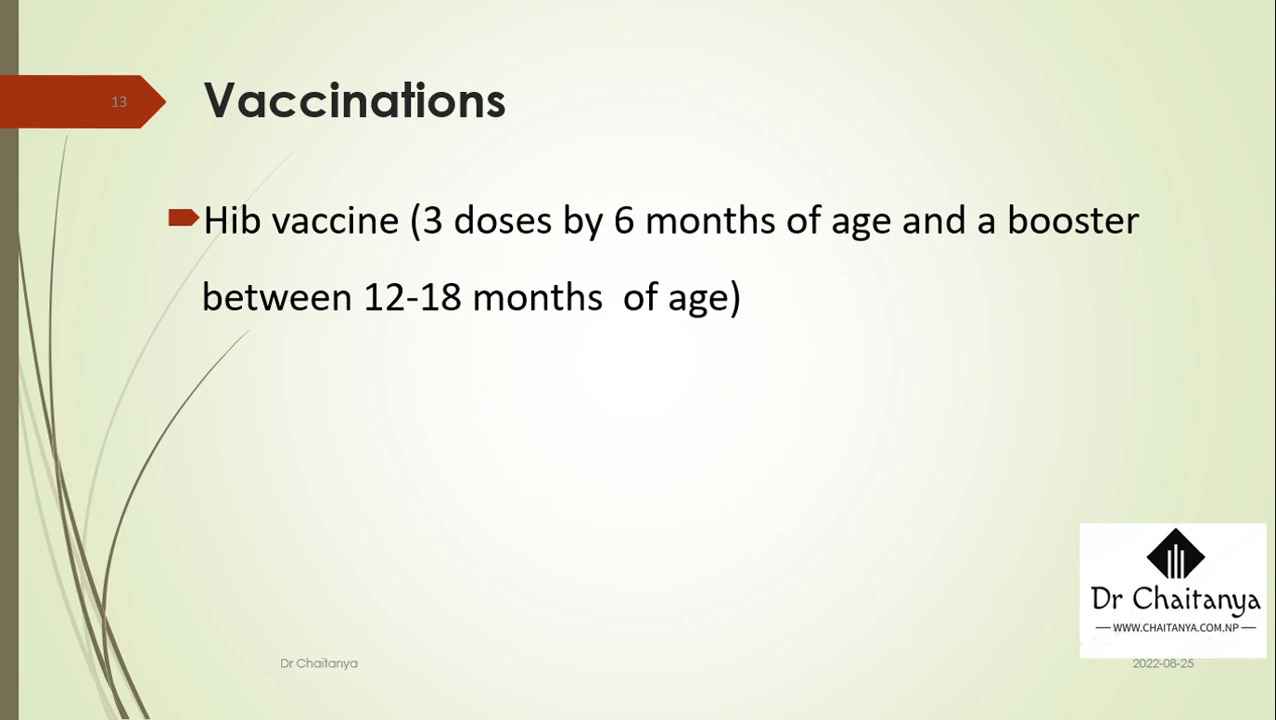 13
Vaccinations
Hib vaccine (3 doses by 6 months of age and a booster
between 12-18 months  of age)
Dr Chaitanya
— WWW.CHAITANYA.COM.NP —
Dr Chaitanya
2022-08-25